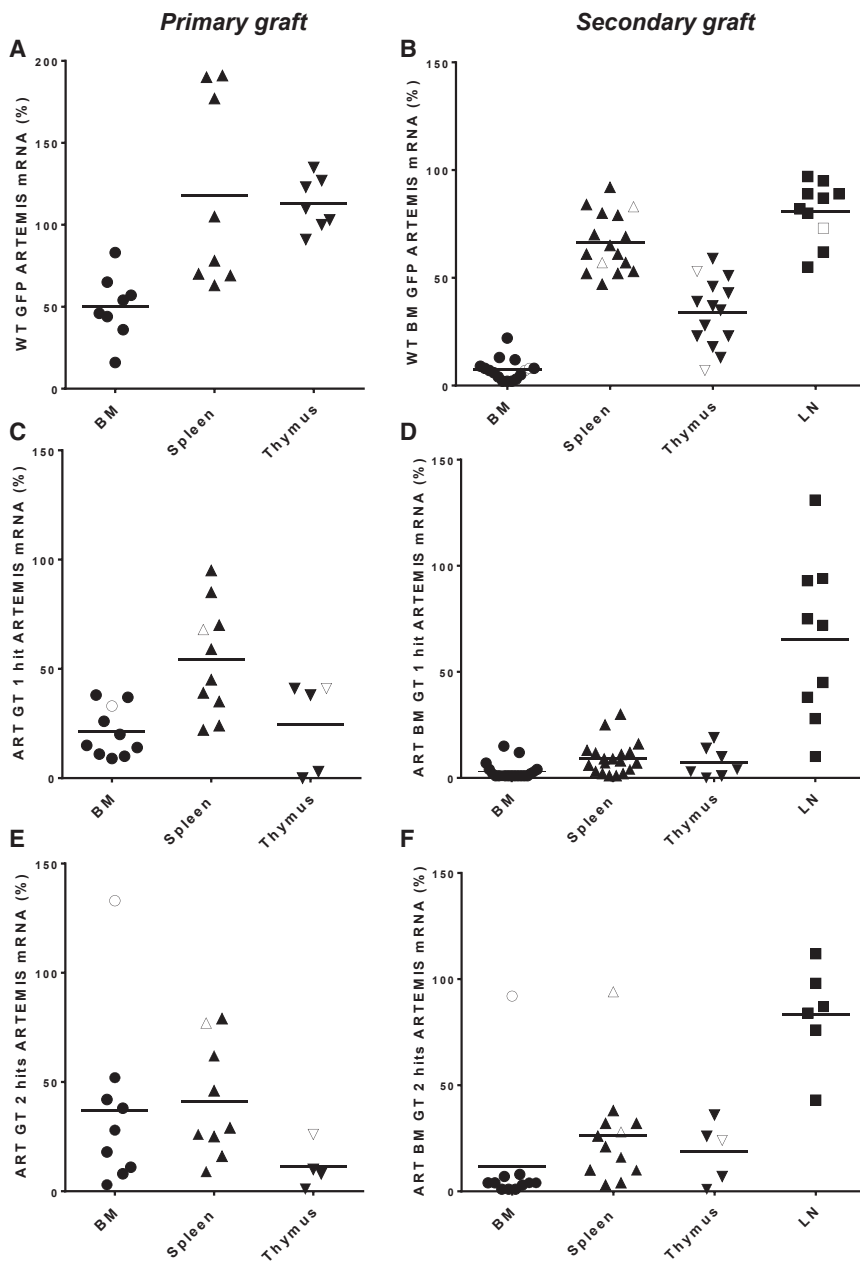 Primary graft
Secondary graft
A
WT GFP ARTEMIS mRNA (%)
200
150
100
50
0
BM
Spleen
Thymus
B
WT BM GFP ARTEMIS mRNA (%)
150
100
50
0
BM
Spleen
Thymus
LN
C
ART GT 1 hit ARTEMIS mRNA (%)
150
100
50
0
BM
Spleen
Thymus
D
ART BM GT 1 hit ARTEMIS mRNA (%)
150
100
50
0
BM
Spleen
Thymus
LN
E
ART GT 2 hits ARTEMIS mRNA (%)
150
100
50
0
BM
Spleen
Thymus
F
ART BM GT 2 hits ARTEMIS mRNA (%)
150
100
50
0
BM
Spleen
Thymus
LN